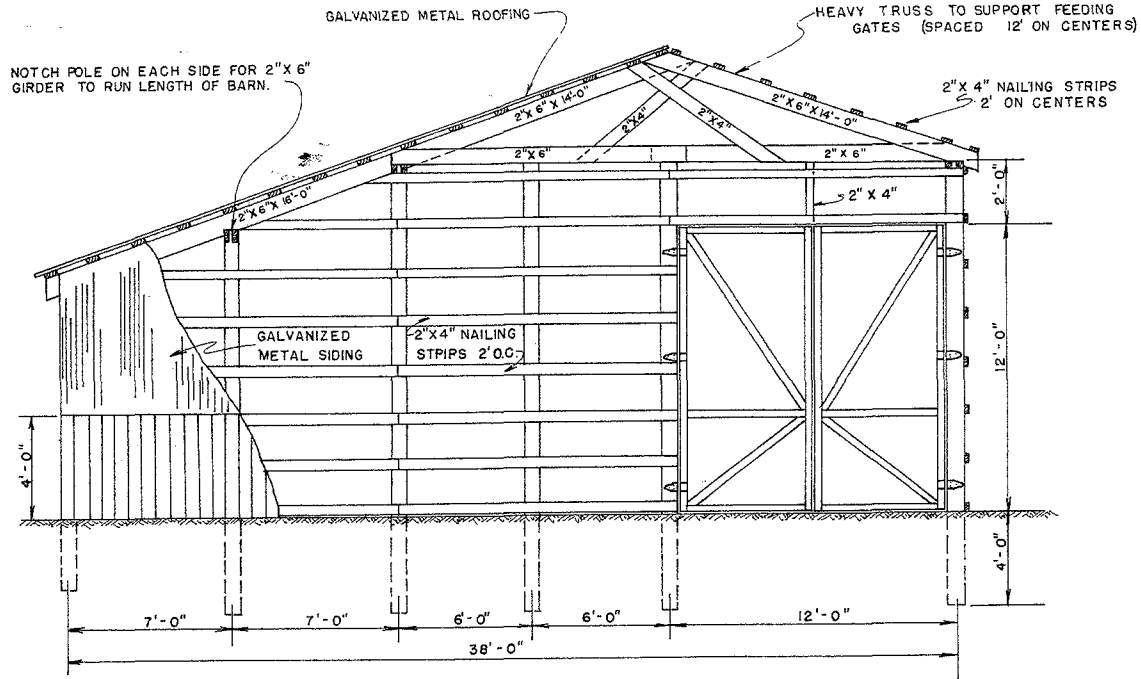 GALVANIZED METAL ROOFING
HEAVY TRUSS TO SUPPORT FEEDING
GATES (SPACED 12' ON CENTERS)
NOTCH POLE ON EACH SIDE FOR 2"X 6"
GIRDER TO RUN LENGTH OF BARN.
2"X 4" NAILING STRIPS
2' ON CENTERS
2"X 6"X 14'-0"
2"X4"
2"X4"
2"X 6"X 14'-0"
2"X6"
2"X6"
2"X 6"X 16'-0"
2" X 4"
2'-0"
GALVANIZED
METAL SIDING
2"X4" NAILING
STPIPS 2' O.C.
12'-0"
4'-0"
4'-0"
7'-0"
7'-0"
6'-0"
6'-0"
12'-0"
38'-0"